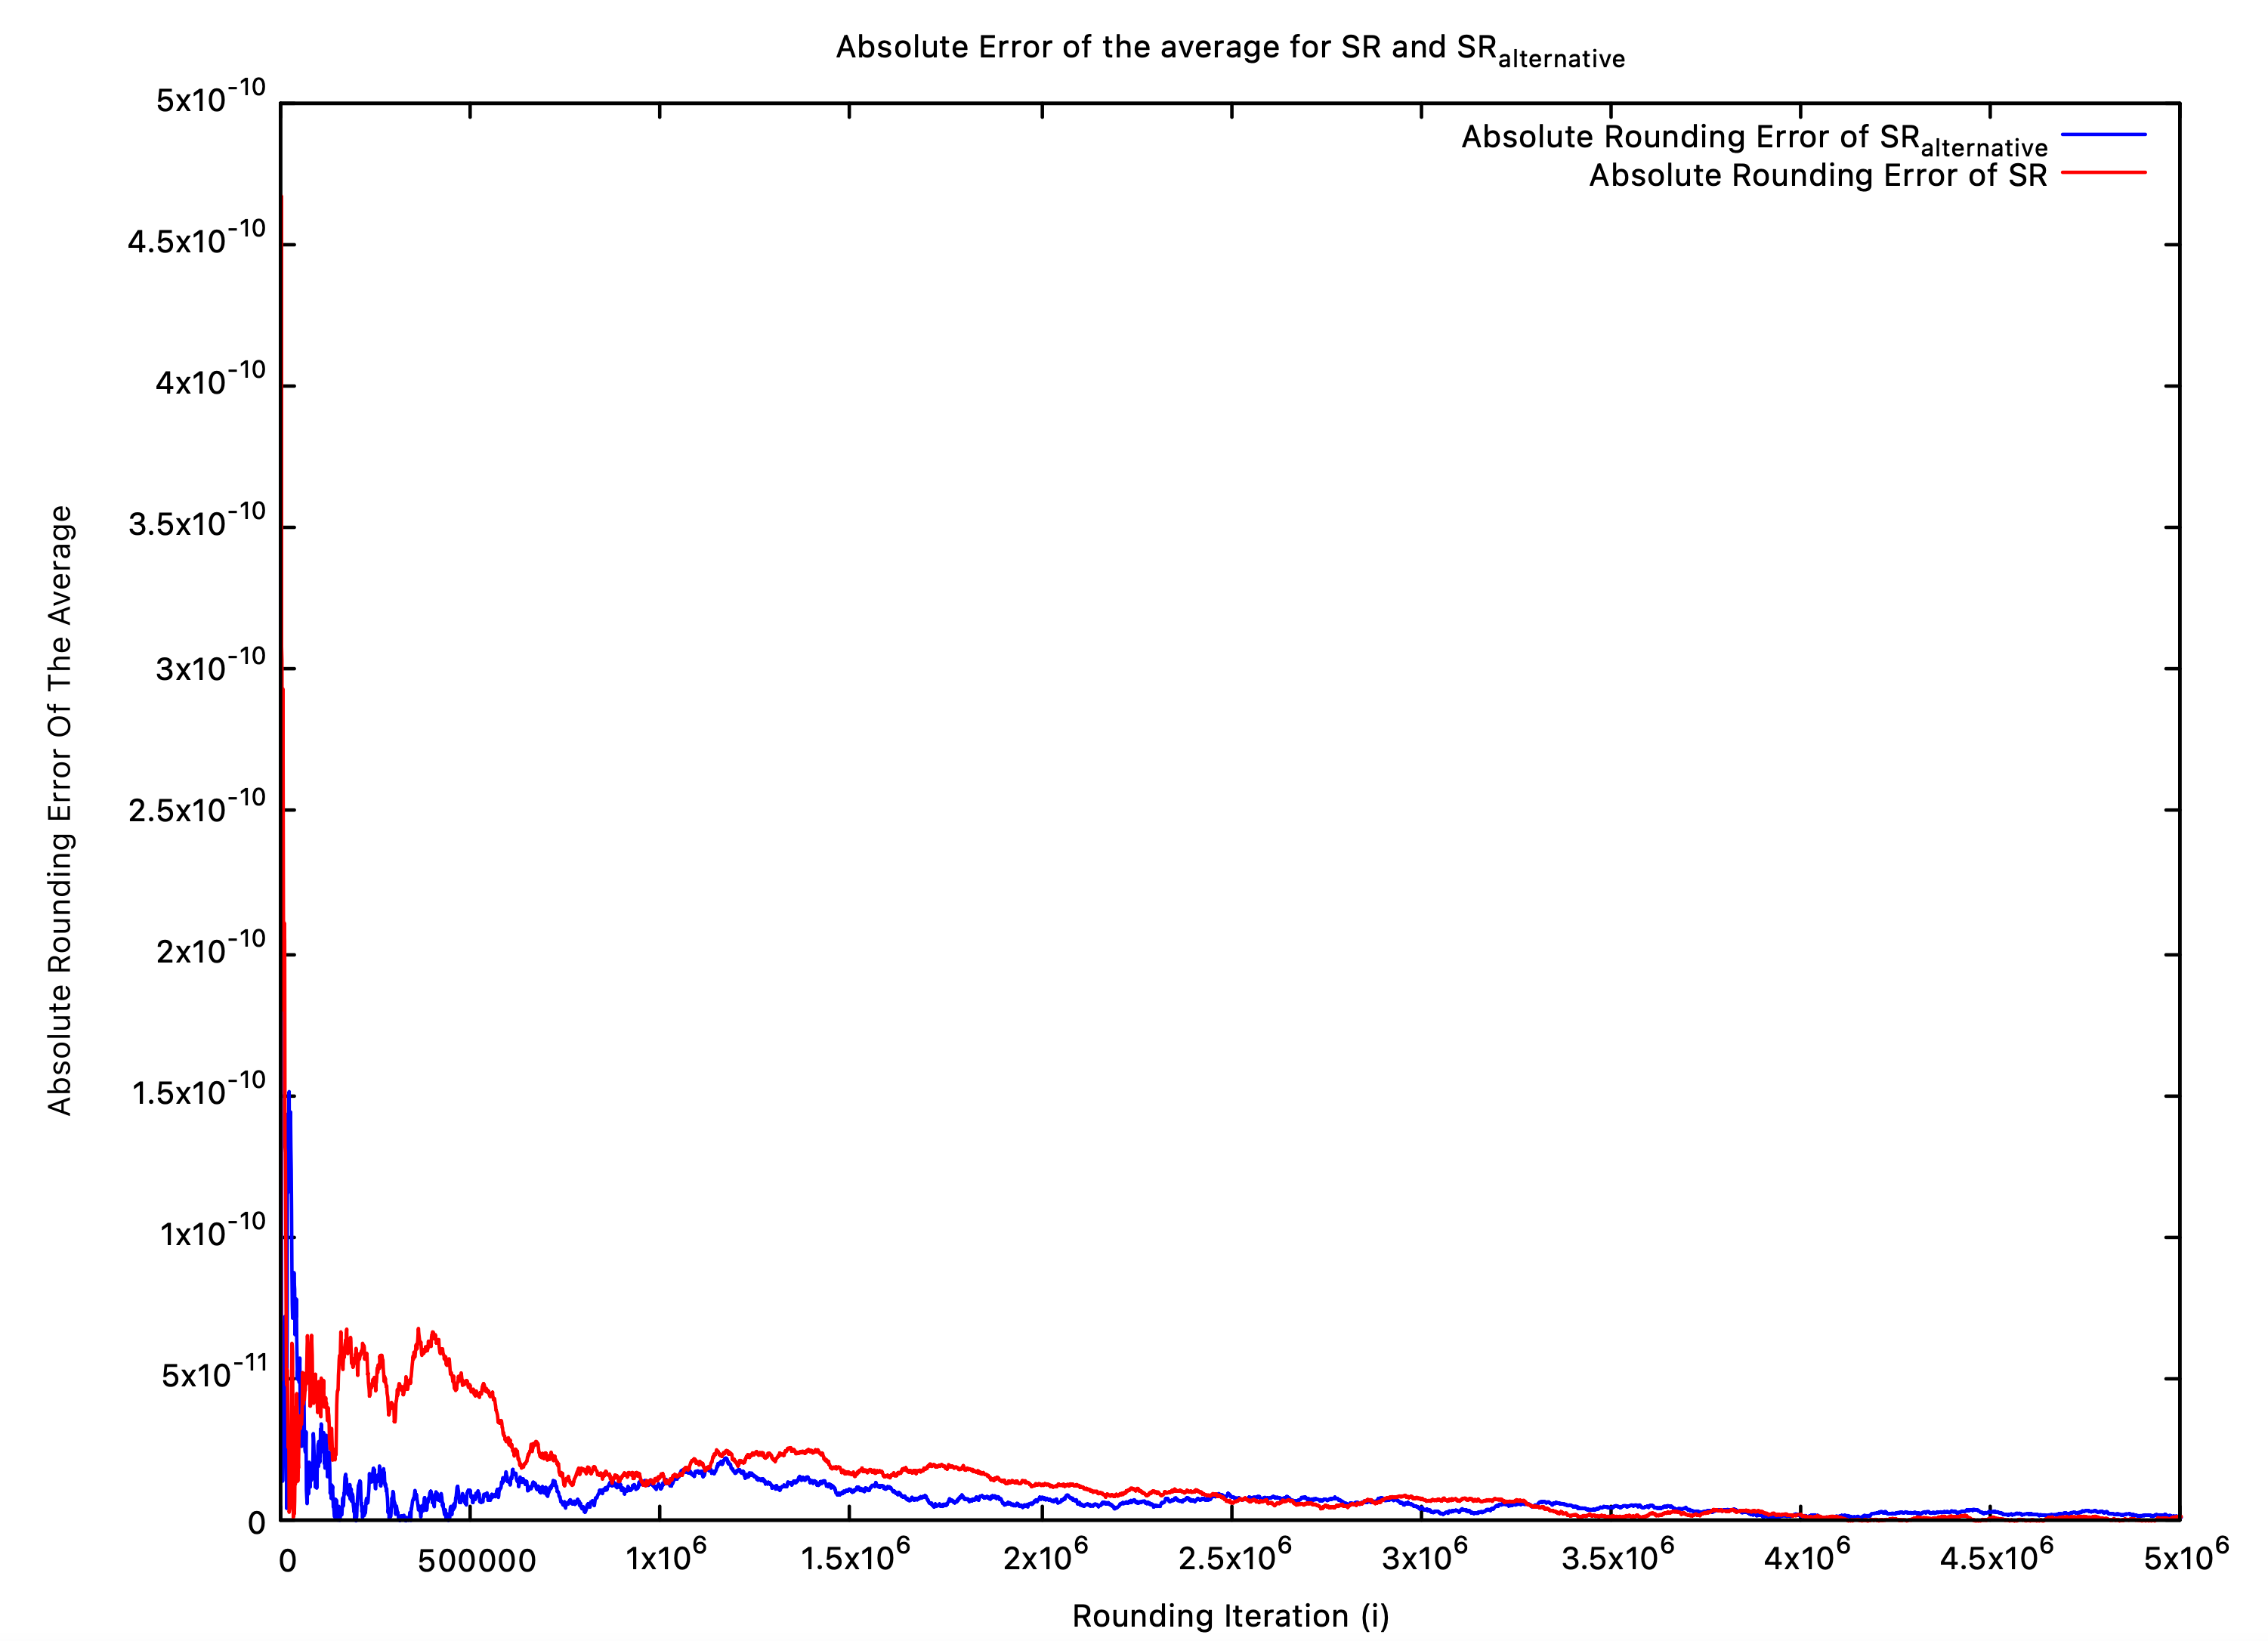 Absolute Error of the average for SR and SRalternative
Absolute Rounding Error of SRalternative
Absolute Rounding Error of SR
Absolute Rounding Error Of The Average
5x10⁻¹⁰
4.5x10⁻¹⁰
4x10⁻¹⁰
3.5x10⁻¹⁰
3x10⁻¹⁰
2.5x10⁻¹⁰
2x10⁻¹⁰
1.5x10⁻¹⁰
1x10⁻¹⁰
5x10⁻¹¹
0
0 500000 1x10⁶ 1.5x10⁶ 2x10⁶ 2.5x10⁶ 3x10⁶ 3.5x10⁶ 4x10⁶ 4.5x10⁶ 5x10⁶
Rounding Iteration (i)